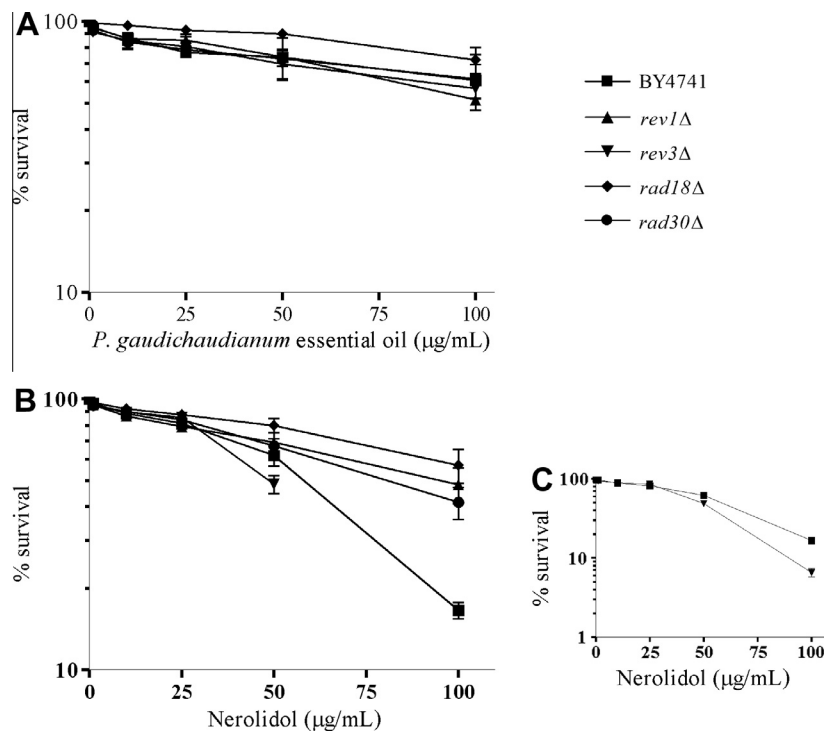 A
100
10
% survival
0 25 50 75 100
P. gaudichaudianum essential oil (µg/mL)
BY4741
rev1Δ
rev3Δ
rad18Δ
rad30Δ
B
100
10
% survival
0 25 50 75 100
Nerolidol (µg/mL)
C
100
10
1
% survival
0 25 50 75 100
Nerolidol (µg/mL)